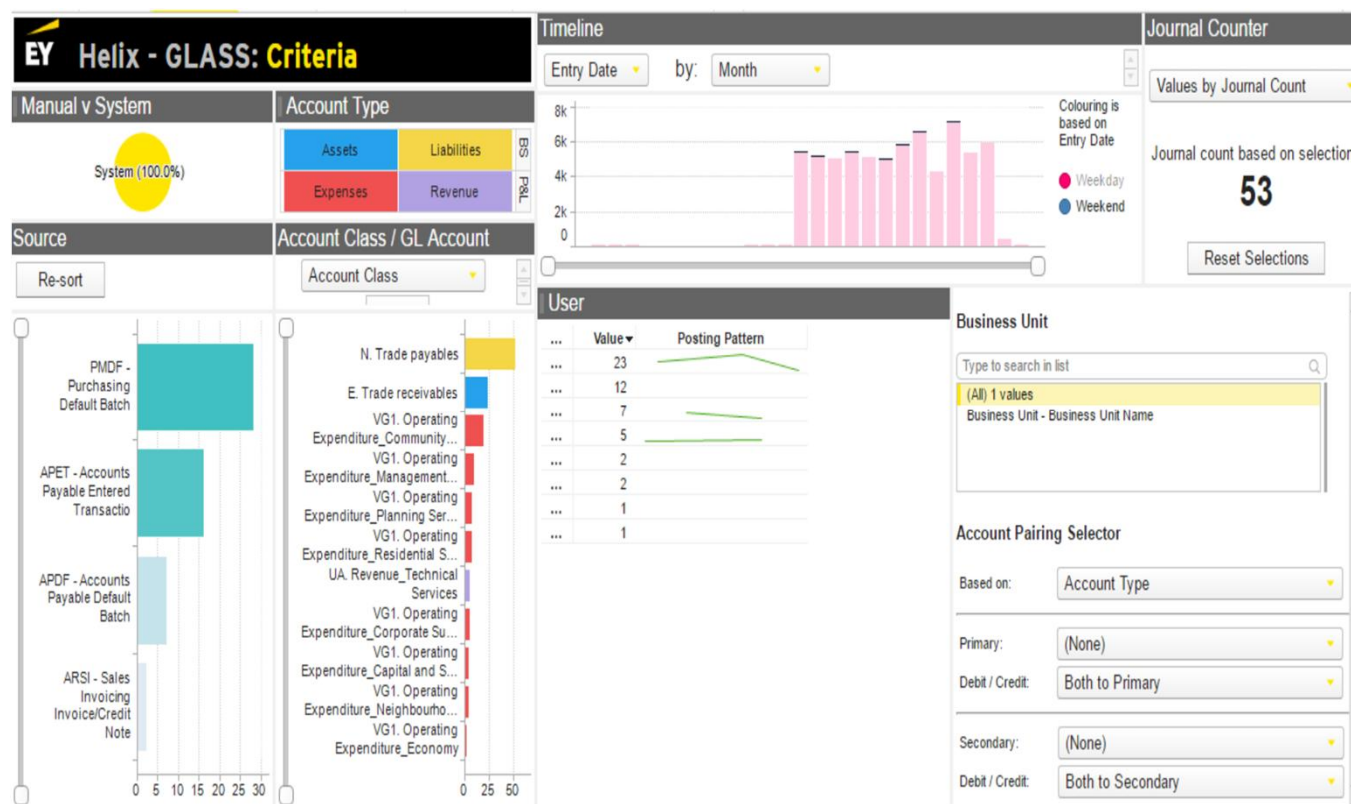 EY
Helix - GLASS: Criteria
Manual v System
System (100.0%)
Account Type
Assets
Liabilities
BS
Expenses
Revenue
P&L
Source
Re-sort
Account Class / GL Account
Account Class
Timeline
Entry Date
by:
Month
8k
6k
4k
2k
0
Colouring is
based on
Entry Date
Weekday
Weekend
Journal Counter
Values by Journal Count
Journal count based on selection
53
Reset Selections
PMDF -
Purchasing
Default Batch
APET - Accounts
Payable Entered
Transactio
APDF - Accounts
Payable Default
Batch
ARSI - Sales
Invoicing
Invoice/Credit
Note
0 5 10 15 20 25 30
N. Trade payables
E. Trade receivables
VG1. Operating
Expenditure_Community...
VG1. Operating
Expenditure_Management...
VG1. Operating
Expenditure_Planning Ser...
VG1. Operating
Expenditure_Residential S...
UA. Revenue_Technical
Services
VG1. Operating
Expenditure_Corporate Su...
VG1. Operating
Expenditure_Capital and S...
VG1. Operating
Expenditure_Neighbourho...
VG1. Operating
Expenditure_Economy
0 25 50
User
... Value Posting Pattern
... 23
... 12
... 7
... 5
... 2
... 2
... 1
... 1
Business Unit
Type to search in list
(All) 1 values
Business Unit - Business Unit Name
Account Pairing Selector
Based on: Account Type
Primary: (None)
Debit / Credit: Both to Primary
Secondary: (None)
Debit / Credit: Both to Secondary